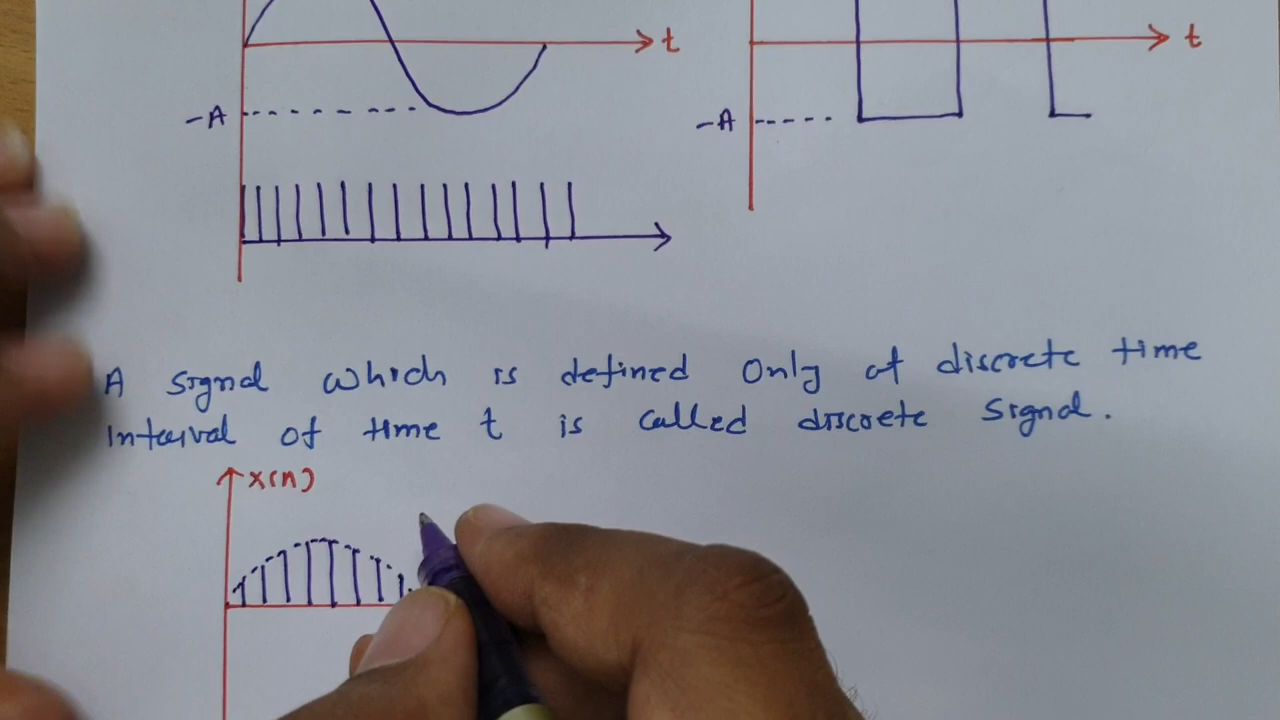 t
t
-A
-A
A signal which is defined only at discrete time
interval of time t is called discrete signal.
x(n)